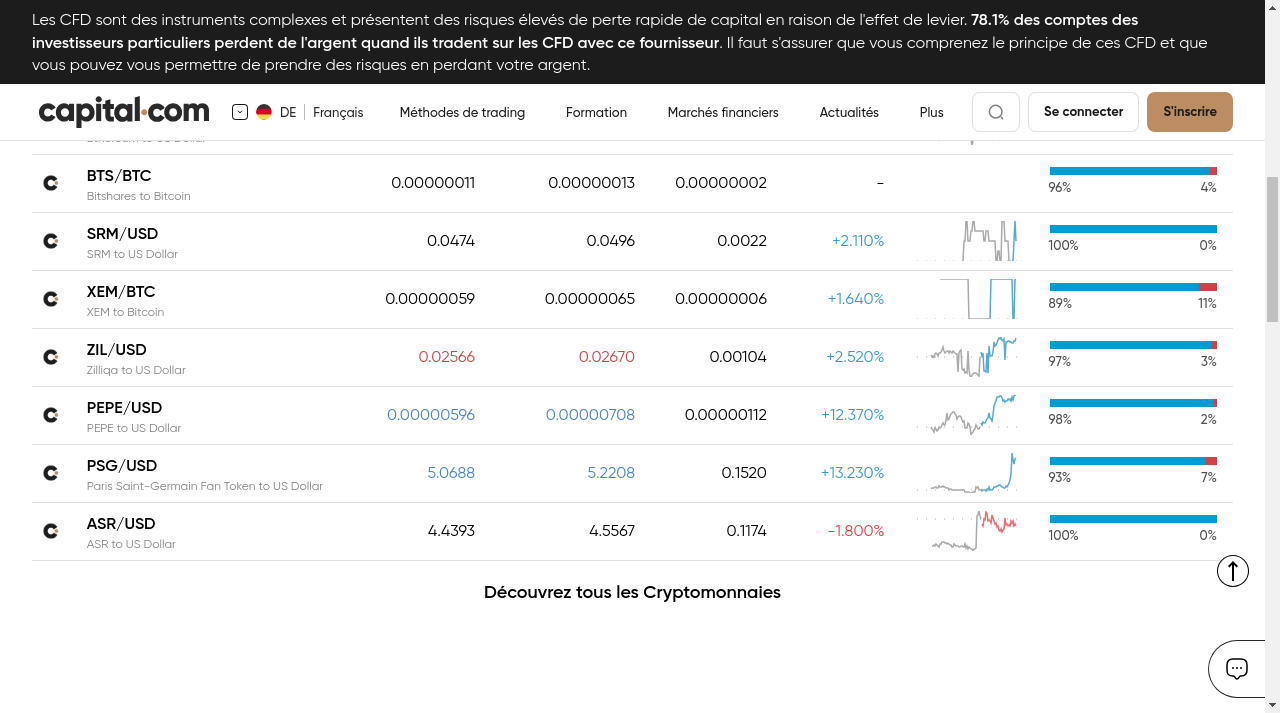 Les CFD sont des instruments complexes et présentent des risques élevés de perte rapide de capital en raison de l'effet de levier. 78.1% des comptes des
investisseurs particuliers perdent de l'argent quand ils tradent sur les CFD avec ce fournisseur. Il faut s'assurer que vous comprenez le principe de ces CFD et que
vous pouvez vous permettre de prendre des risques en perdant votre argent.
capital.com DE Français Méthodes de trading Formation Marchés financiers Actualités Plus Se connecter S'inscrire
BTS/BTC 0.00000011 0.00000013 0.00000002 - 
Bitshares to Bitcoin 96% 4%
SRM/USD 0.0474 0.0496 0.0022 +2.110%
SRM to US Dollar 100% 0%
XEM/BTC 0.00000059 0.00000065 0.00000006 +1.640%
XEM to Bitcoin 89% 11%
ZIL/USD 0.02566 0.02670 0.00104 +2.520%
Zilliqa to US Dollar 97% 3%
PEPE/USD 0.00000596 0.00000708 0.00000112 +12.370%
PEPE to US Dollar 98% 2%
PSG/USD 5.0688 5.2208 0.1520 +13.230%
Paris Saint-Germain Fan Token to US Dollar 93% 7%
ASR/USD 4.4393 4.5567 0.1174 -1.800%
ASR to US Dollar 100% 0%
Découvrez tous les Cryptomonnaies